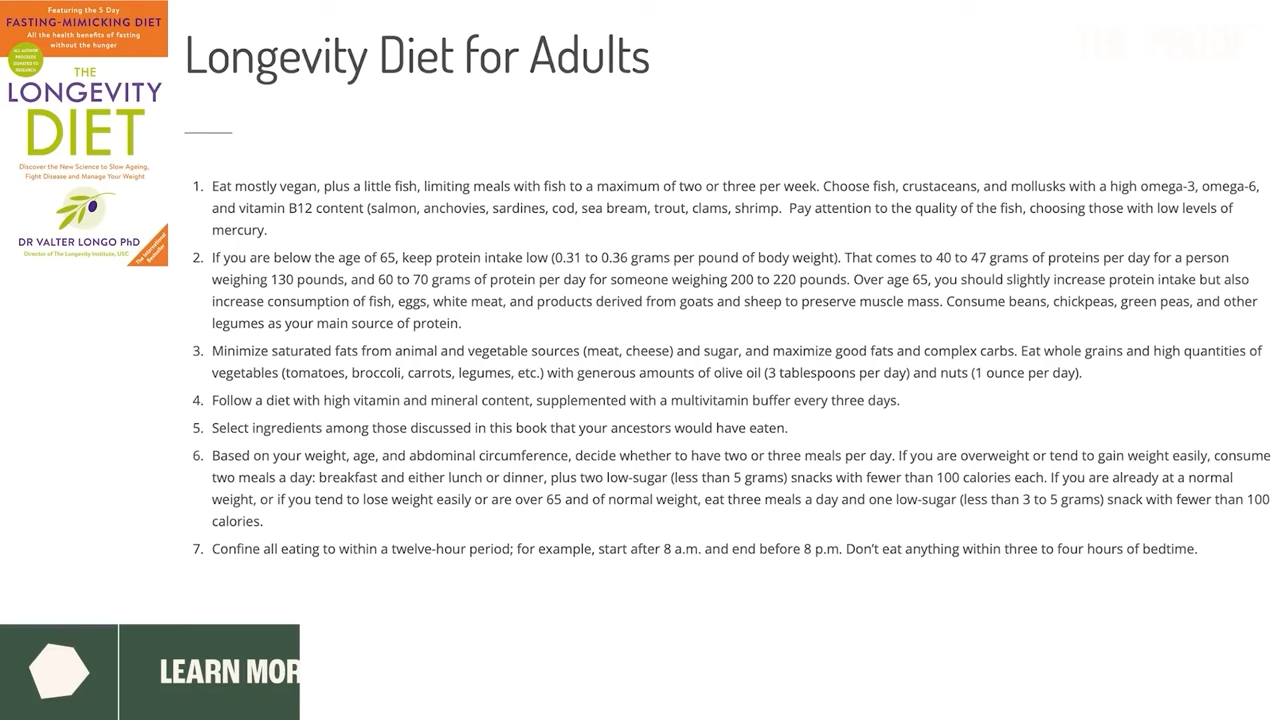 Featuring the 5 Day
FASTING-MIMICKING DIET
All the health benefits of fasting
without the hunger
ALL AUTHOR
PROCEEDS
DONATED TO
RESEARCH
THE
LONGEVITY
DIET
Discover the New Science to Slow Ageing,
Fight Disease and Manage Your Weight
DR VALTER LONGO PhD
Director of The Longevity Institute, USC
The International
Bestseller
Longevity Diet for Adults
1. Eat mostly vegan, plus a little fish, limiting meals with fish to a maximum of two or three per week. Choose fish, crustaceans, and mollusks with a high omega-3, omega-6,
and vitamin B12 content (salmon, anchovies, sardines, cod, sea bream, trout, clams, shrimp.  Pay attention to the quality of the fish, choosing those with low levels of
mercury.
2. If you are below the age of 65, keep protein intake low (0.31 to 0.36 grams per pound of body weight). That comes to 40 to 47 grams of proteins per day for a person
weighing 130 pounds, and 60 to 70 grams of protein per day for someone weighing 200 to 220 pounds. Over age 65, you should slightly increase protein intake but also
increase consumption of fish, eggs, white meat, and products derived from goats and sheep to preserve muscle mass. Consume beans, chickpeas, green peas, and other
legumes as your main source of protein.
3. Minimize saturated fats from animal and vegetable sources (meat, cheese) and sugar, and maximize good fats and complex carbs. Eat whole grains and high quantities of
vegetables (tomatoes, broccoli, carrots, legumes, etc.) with generous amounts of olive oil (3 tablespoons per day) and nuts (1 ounce per day).
4. Follow a diet with high vitamin and mineral content, supplemented with a multivitamin buffer every three days.
5. Select ingredients among those discussed in this book that your ancestors would have eaten.
6. Based on your weight, age, and abdominal circumference, decide whether to have two or three meals per day. If you are overweight or tend to gain weight easily, consume
two meals a day: breakfast and either lunch or dinner, plus two low-sugar (less than 5 grams) snacks with fewer than 100 calories each. If you are already at a normal
weight, or if you tend to lose weight easily or are over 65 and of normal weight, eat three meals a day and one low-sugar (less than 3 to 5 grams) snack with fewer than 100
calories.
7. Confine all eating to within a twelve-hour period; for example, start after 8 a.m. and end before 8 p.m. Don't eat anything within three to four hours of bedtime.
LEARN MOR